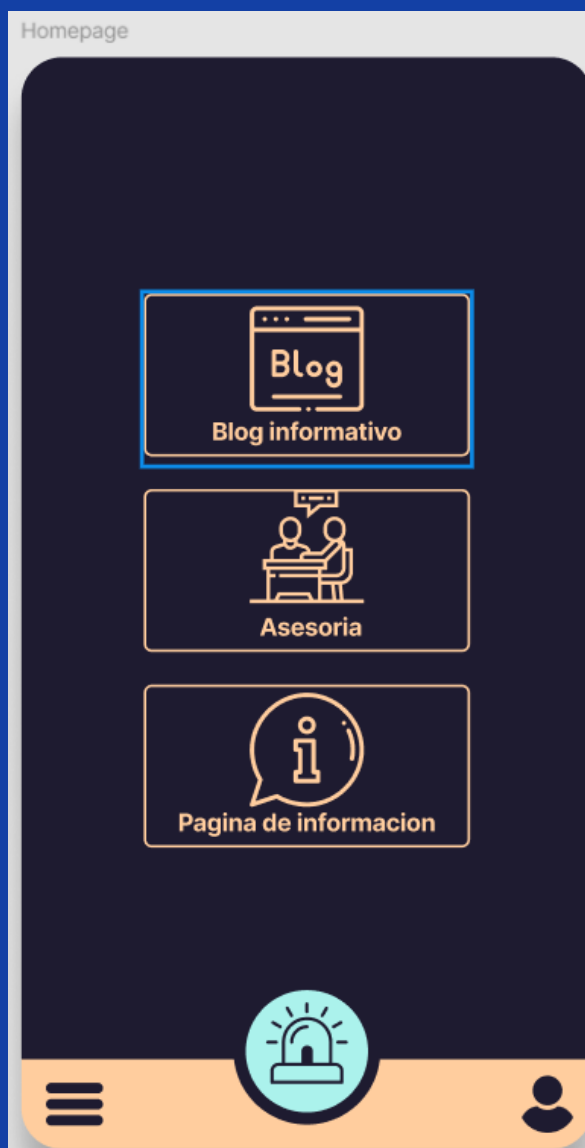 Homepage
Blog
Blog informativo
Asesoria
Pagina de informacion